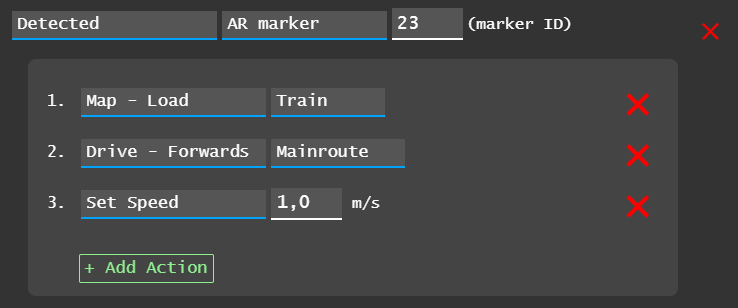 Detected AR marker 23 (marker ID)
1. Map - Load Train
2. Drive - Forwards Mainroute
3. Set Speed 1,0 m/s
+ Add Action